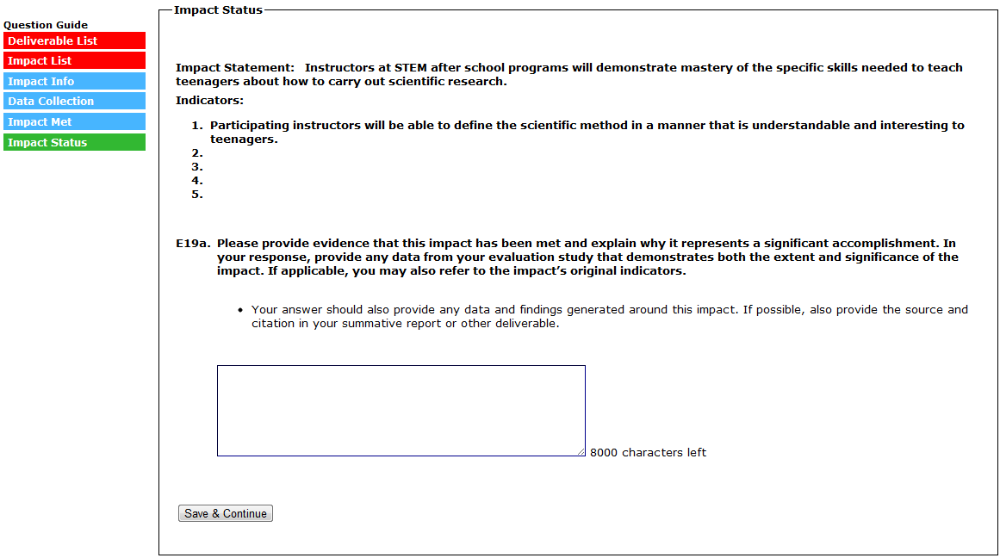 Impact Status
Question Guide
Deliverable List
Impact List
Impact Info
Data Collection
Impact Met
Impact Status
Impact Statement: Instructors at STEM after school programs will demonstrate mastery of the specific skills needed to teach
teenagers about how to carry out scientific research.
Indicators:
1. Participating instructors will be able to define the scientific method in a manner that is understandable and interesting to
teenagers.
2.
3.
4.
5.
E19a. Please provide evidence that this impact has been met and explain why it represents a significant accomplishment. In
your response, provide any data from your evaluation study that demonstrates both the extent and significance of the
impact. If applicable, you may also refer to the impact’s original indicators.
• Your answer should also provide any data and findings generated around this impact. If possible, also provide the source and
citation in your summative report or other deliverable.
8000 characters left
Save & Continue